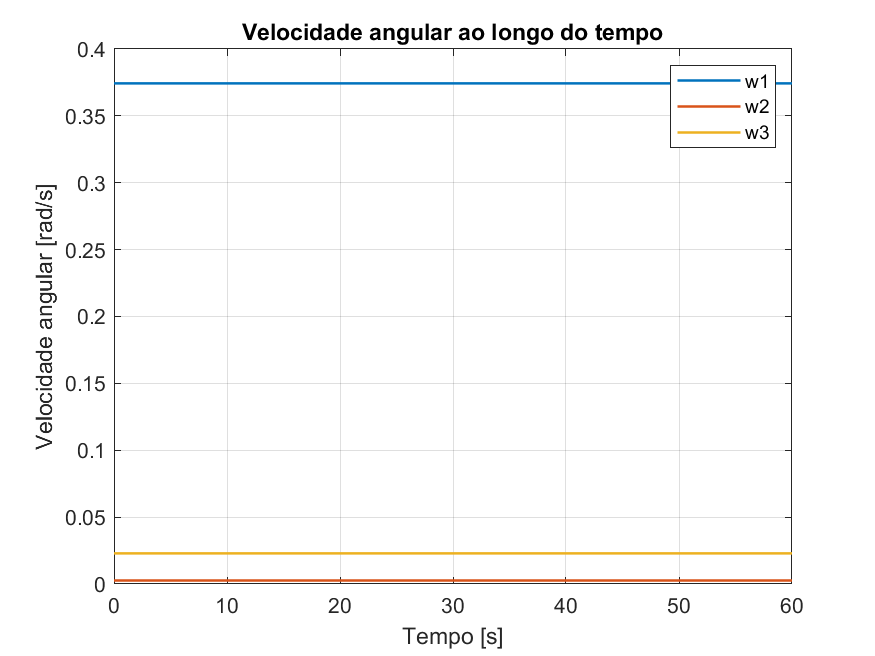 Velocidade angular ao longo do tempo
w1
w2
w3
0.4
0.35
0.3
0.25
0.2
0.15
0.1
0.05
0
Velocidade angular [rad/s]
0 10 20 30 40 50 60
Tempo [s]